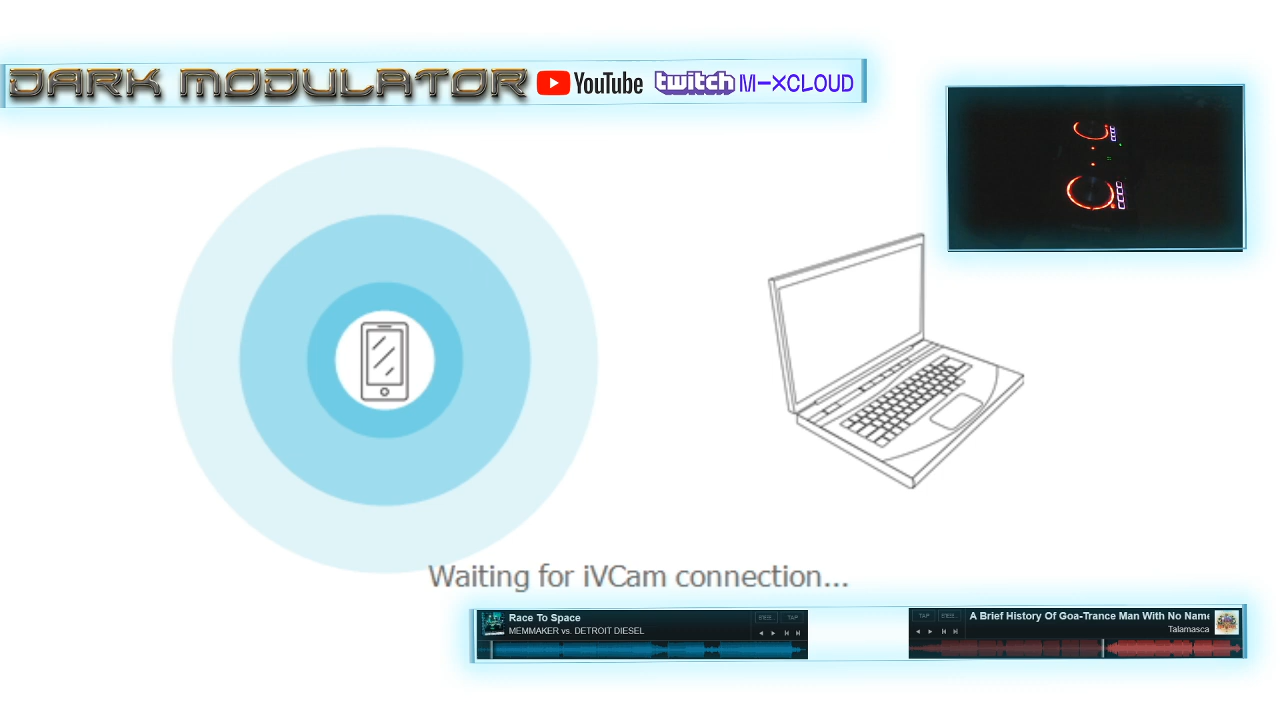 DARK MODULATOR YouTube twitch M-XCLOUD
Waiting for iVCam connection...
Race To Space
MEMMAKER vs. DETROIT DIESEL
TAP
TAP
A Brief History Of Goa-Trance Man With No Name
Talamasca